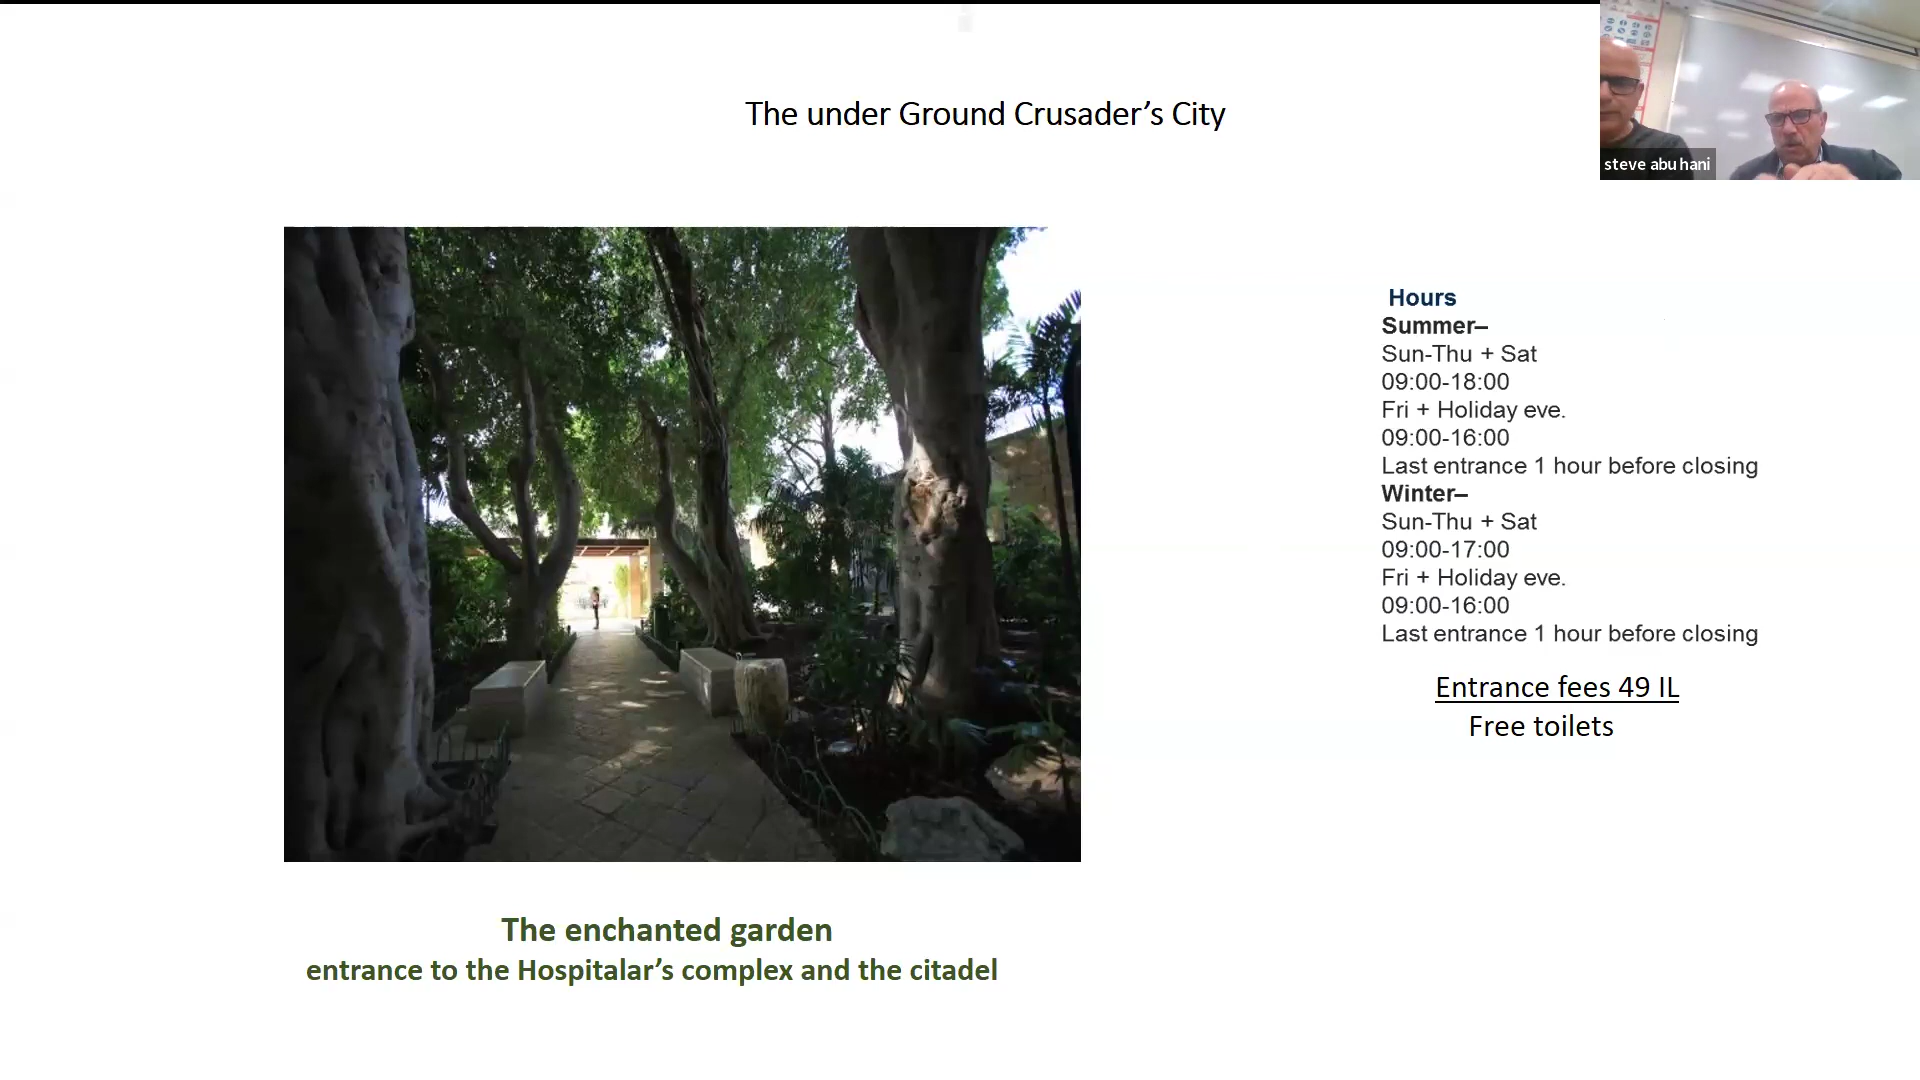 The under Ground Crusader’s City
steve abu hani
Hours
Summer–
Sun-Thu + Sat
09:00-18:00
Fri + Holiday eve.
09:00-16:00
Last entrance 1 hour before closing
Winter–
Sun-Thu + Sat
09:00-17:00
Fri + Holiday eve.
09:00-16:00
Last entrance 1 hour before closing
Entrance fees 49 IL
Free toilets
The enchanted garden
entrance to the Hospitalar’s complex and the citadel